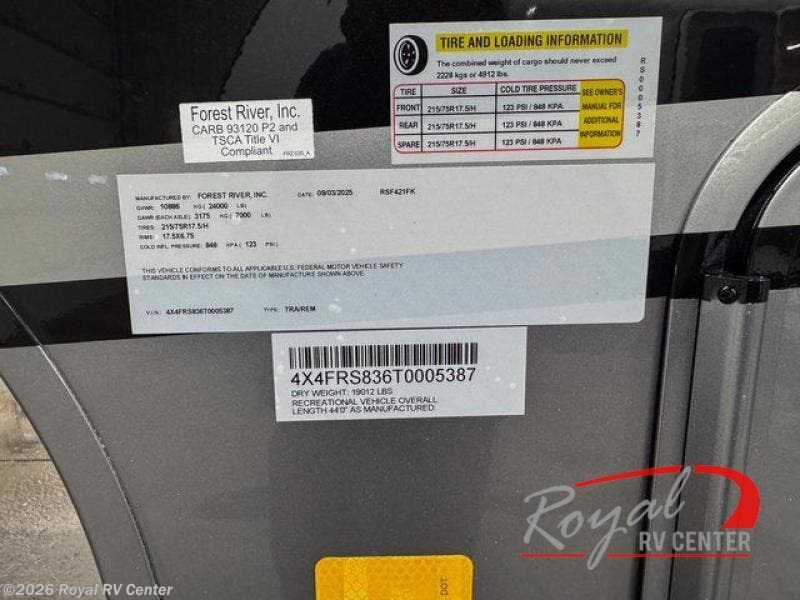 TIRE AND LOADING INFORMATION
The combined weight of cargo should never exceed
2228 kgs or 4912 lbs.
TIRE SIZE COLD TIRE PRESSURE SEE OWNER'S MANUAL FOR ADDITIONAL INFORMATION
FRONT 215/75R17.5/H 123 PSI / 848 KPA
REAR 215/75R17.5/H 123 PSI / 848 KPA
SPARE 215/75R17.5/H 123 PSI / 848 KPA
RS0005387
Forest River, Inc.
CARB 93120 P2 and
TSCA Title VI
Compliant
MANUFACTURED BY: FOREST RIVER, INC. DATE: 09/03/2025 RSF421FK
GVWR: 10886 KG ( 24000 LB)
GAWR (EACH AXLE) 3175 KG ( 7000 LB)
TIRES: 215/75R17.5/H
RIMS: 17.5X6.75
COLD INFL. PRESSURE: 848 KPA ( 123 PSI )
THIS VEHICLE CONFORMS TO ALL APPLICABLE U.S. FEDERAL MOTOR VEHICLE SAFETY
STANDARDS IN EFFECT ON THE DATE OF MANUFACTURE SHOWN ABOVE
V.I.N.: 4X4FRS836T0005387 TYPE: TRA/REM
4X4FRS836T0005387
DRY WEIGHT: 19012 LBS
RECREATIONAL VEHICLE OVERALL
LENGTH 44'0" AS MANUFACTURED.
Royal
RV CENTER
DOT
©2026 Royal RV Center